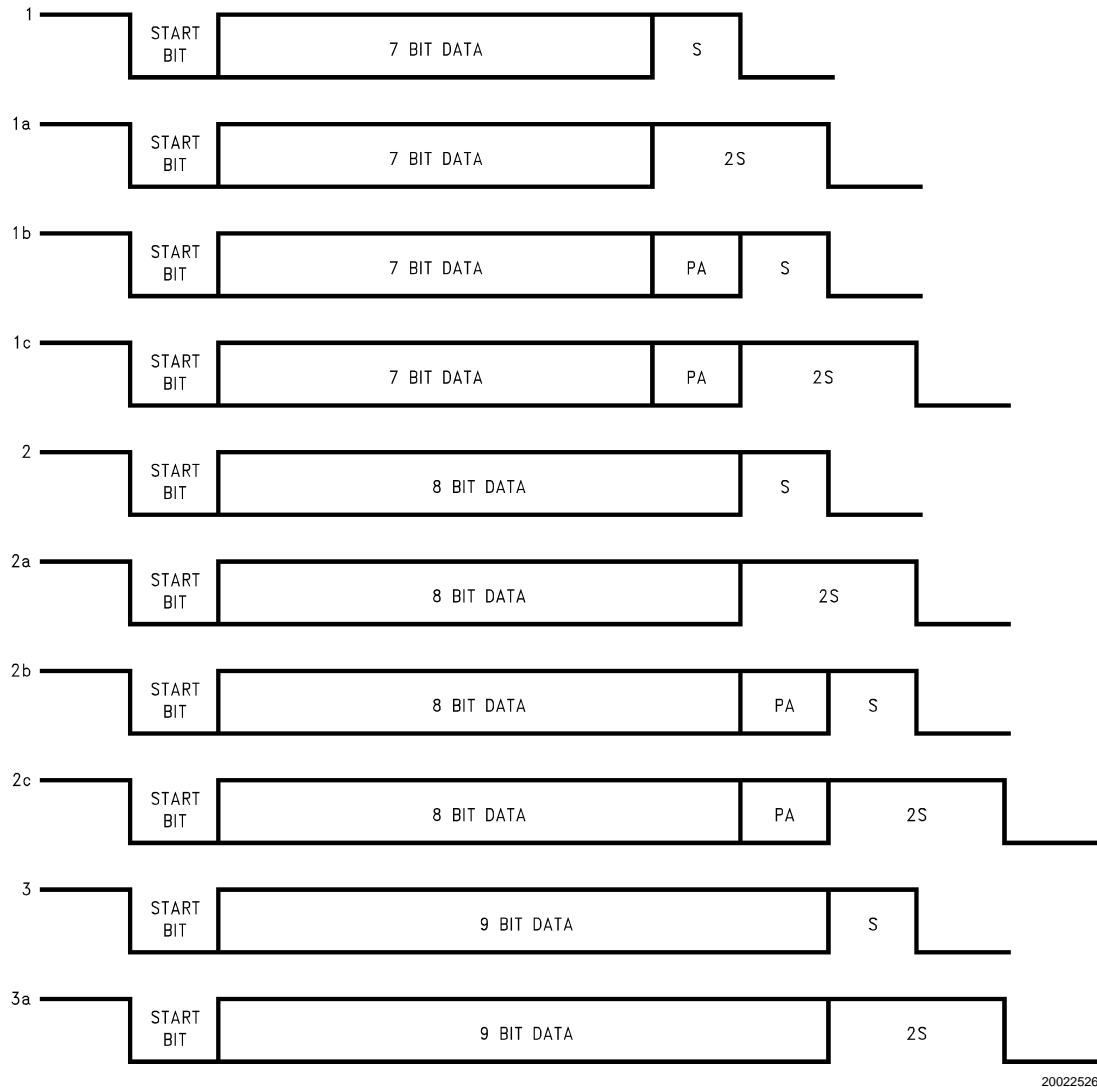 1
START
BIT
7 BIT DATA
S
1a
START
BIT
7 BIT DATA
2S
1b
START
BIT
7 BIT DATA
PA
S
1c
START
BIT
7 BIT DATA
PA
2S
2
START
BIT
8 BIT DATA
S
2a
START
BIT
8 BIT DATA
2S
2b
START
BIT
8 BIT DATA
PA
S
2c
START
BIT
8 BIT DATA
PA
2S
3
START
BIT
9 BIT DATA
S
3a
START
BIT
9 BIT DATA
2S
20022526